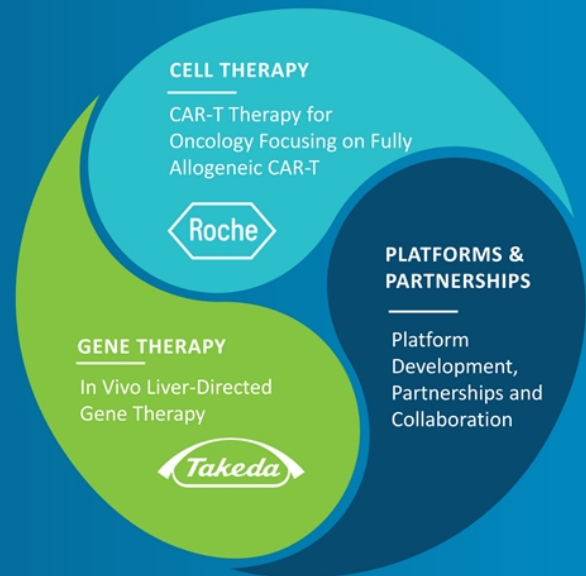 CELL THERAPY
CAR-T Therapy for
Oncology Focusing on Fully
Allogeneic CAR-T
Roche
PLATFORMS &
PARTNERSHIPS
Platform
Development,
Partnerships and
Collaboration
GENE THERAPY
In Vivo Liver-Directed
Gene Therapy
Takeda